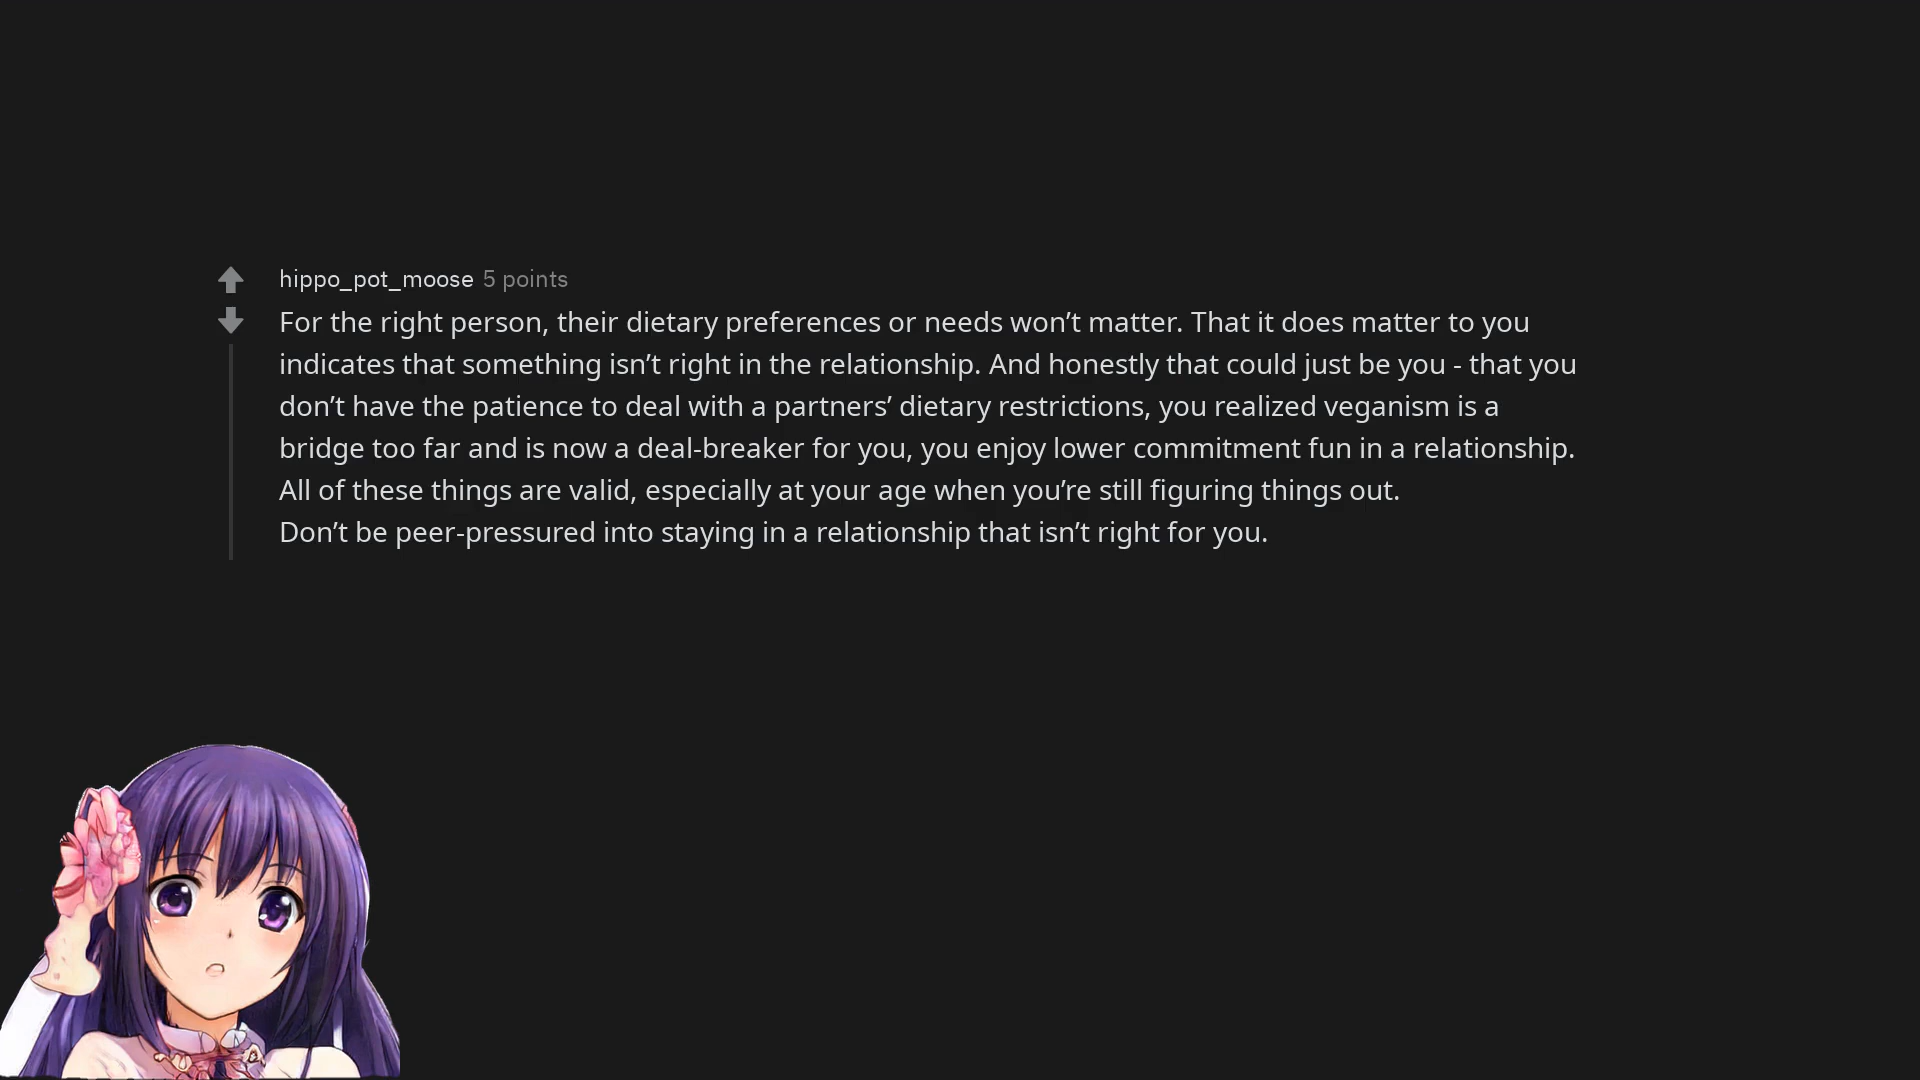 hippo_pot_moose 5 points
For the right person, their dietary preferences or needs won’t matter. That it does matter to you
indicates that something isn’t right in the relationship. And honestly that could just be you - that you
don’t have the patience to deal with a partners’ dietary restrictions, you realized veganism is a
bridge too far and is now a deal-breaker for you, you enjoy lower commitment fun in a relationship.
All of these things are valid, especially at your age when you’re still figuring things out.
Don’t be peer-pressured into staying in a relationship that isn’t right for you.